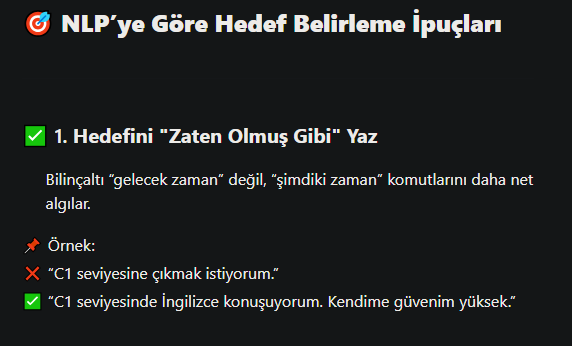 🎯 NLP’ye Göre Hedef Belirleme İpuçları
✅ 1. Hedefini "Zaten Olmuş Gibi" Yaz
Bilinçaltı “gelecek zaman” değil, “şimdiki zaman” komutlarını daha net
algılar.
📌 Örnek:
❌ “C1 seviyesine çıkmak istiyorum.”
✅ “C1 seviyesinde İngilizce konuşuyorum. Kendime güvenim yüksek.”